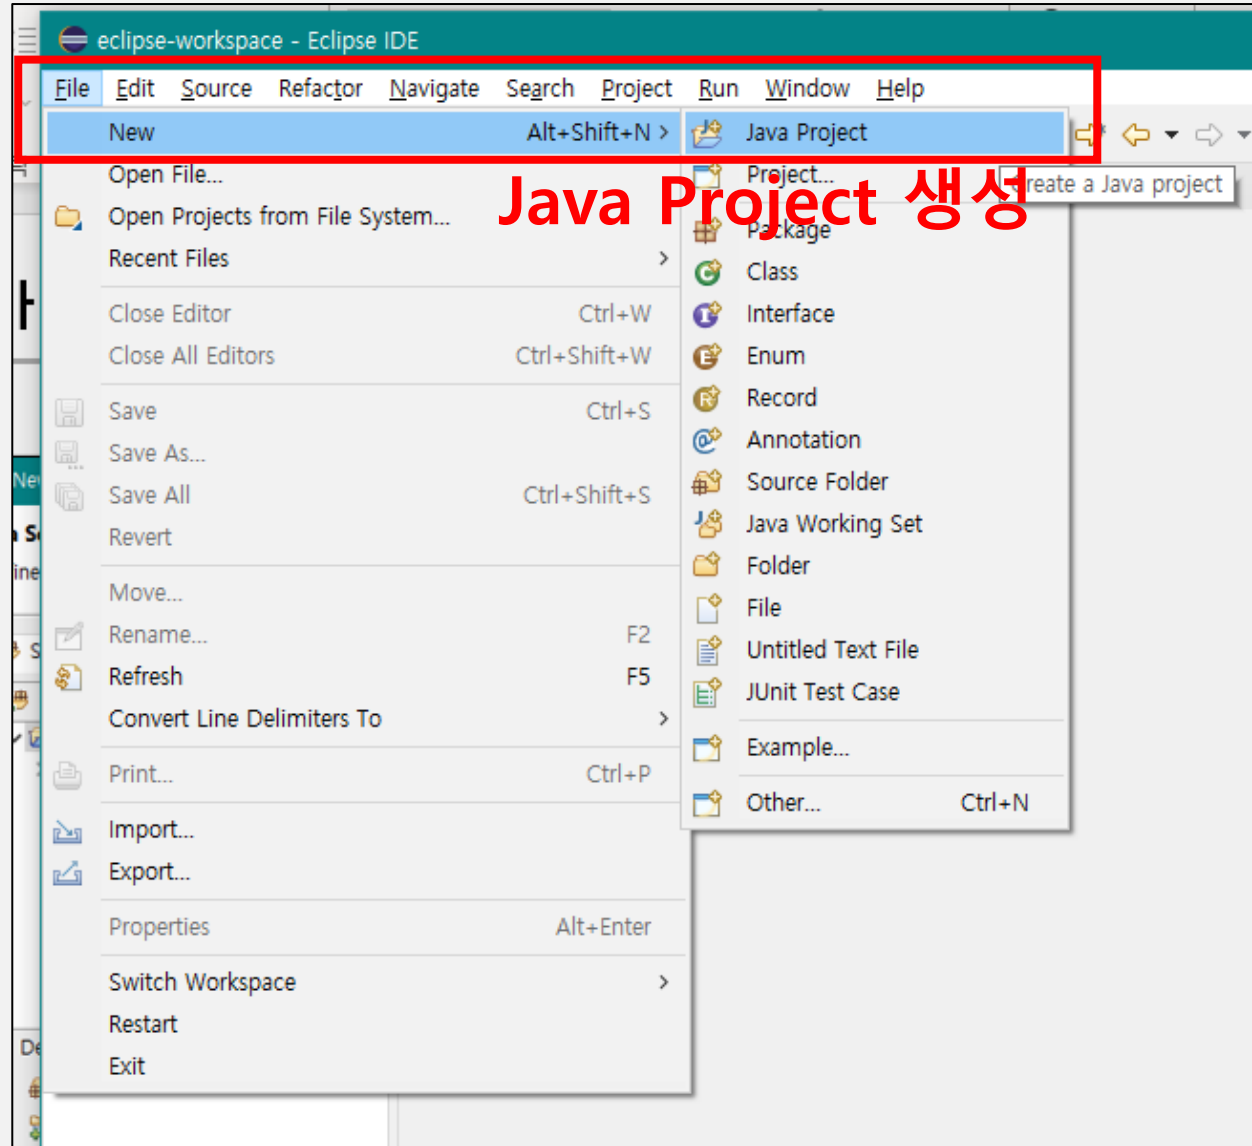 eclipse-workspace - Eclipse IDE
File Edit Source Refactor Navigate Search Project Run Window Help
New Alt+Shift+N > Java Project
Open File... Project...
Create a Java project
Java Project 생성
Open Projects from File System...
Package
Recent Files >
Class
Close Editor Ctrl+W Interface
Close All Editors Ctrl+Shift+W Enum
Record
Save Ctrl+S
Annotation
Save As...
Source Folder
Save All Ctrl+Shift+S
Java Working Set
Revert
Folder
Move...
File
Rename... F2
Untitled Text File
Refresh F5
JUnit Test Case
Convert Line Delimiters To >
Example...
Print... Ctrl+P
Other... Ctrl+N
Import...
Export...
Properties Alt+Enter
Switch Workspace >
Restart
Exit